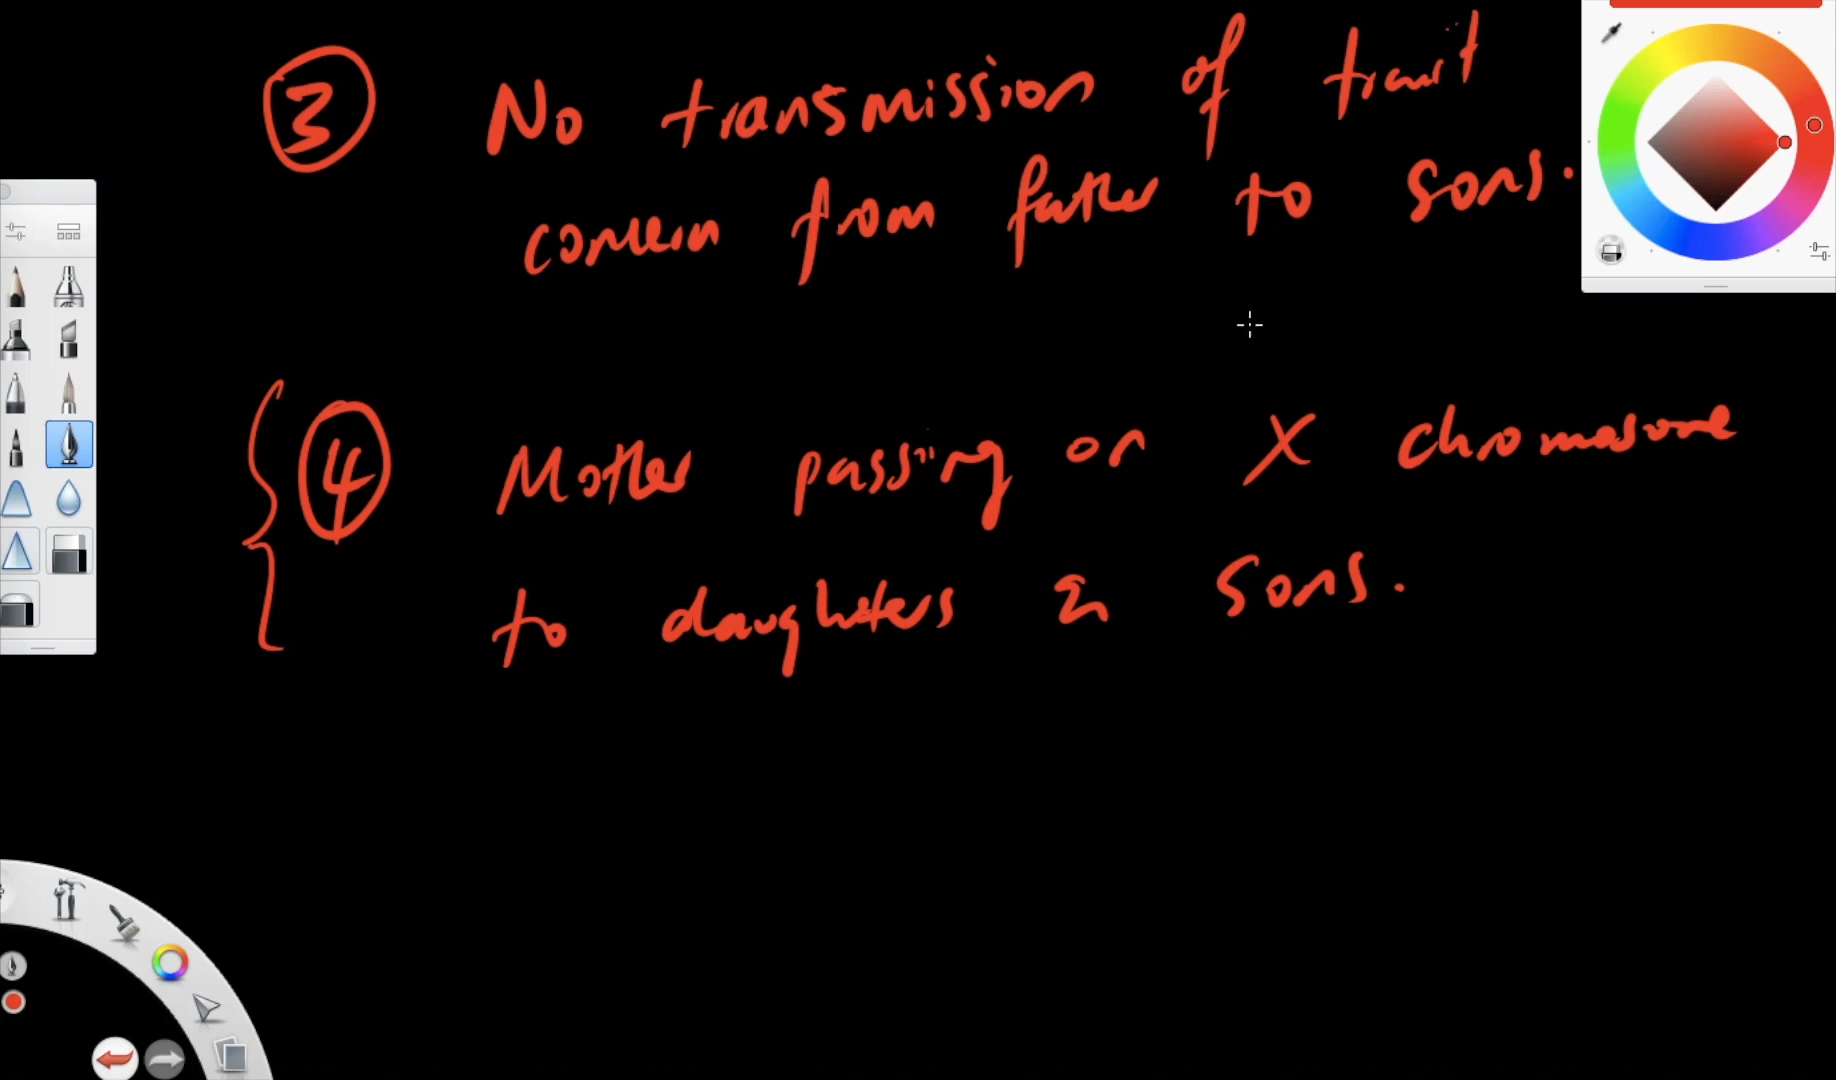 ③ No transmission of trait
concern from father to sons.
④ Mother passing on X chromosome
to daughters & sons.